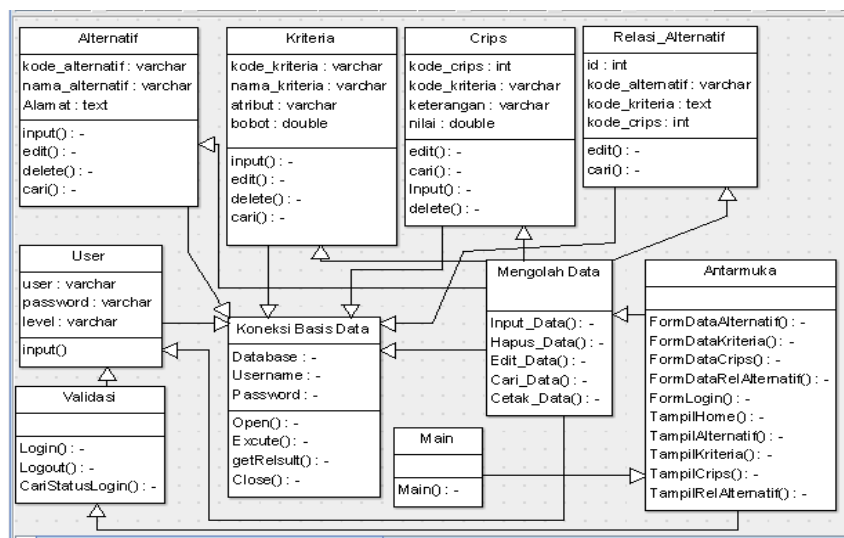 Alternatif
kode_alternatif : varchar
nama_alternatif : varchar
Alamat : text
input() : -
edit() : -
delete() : -
cari() : -
Kriteria
kode_kriteria : varchar
nama_kriteria : varchar
atribut : varchar
bobot : double
input() : -
edit() : -
delete() : -
cari() : -
Crips
kode_crips : int
kode_kriteria : varchar
keterangan : varchar
nilai : double
edit() : -
cari() : -
Input() : -
delete() : -
Relasi_Alternatif
id : int
kode_alternatif : varchar
kode_kriteria : text
kode_crips : int
edit() : -
cari() : -
User
user : varchar
password : varchar
level : varchar
input()
Koneksi Basis Data
Database : -
Username : -
Password : -
Open() : -
Excute() : -
getRelsult() : -
Close() : -
Mengolah Data
Input_Data() : -
Hapus_Data() : -
Edit_Data() : -
Cari_Data() : -
Cetak_Data() : -
Antarmuka
FormDataAlternatif() : -
FormDataKriteria() : -
FormDataCrips() : -
FormDataRelAlternatif() : -
FormLogin() : -
TampilHome() : -
TampilAlternatif() : -
TampilKriteria() : -
TampilCrips() : -
TampilRelAlternatif() : -
Validasi
Login() : -
Logout() : -
CariStatusLogin() : -
Main
Main() : -